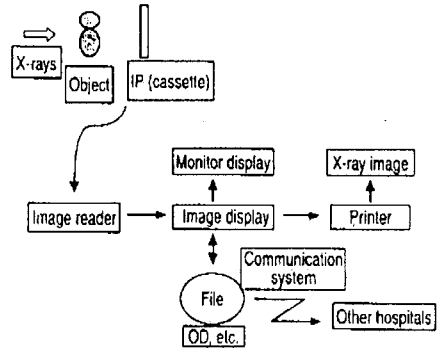 X-rays
Object
IP (cassette)
Monitor display
X-ray image
Image reader
Image display
Printer
Communication
system
File
Other hospitals
OD, etc.